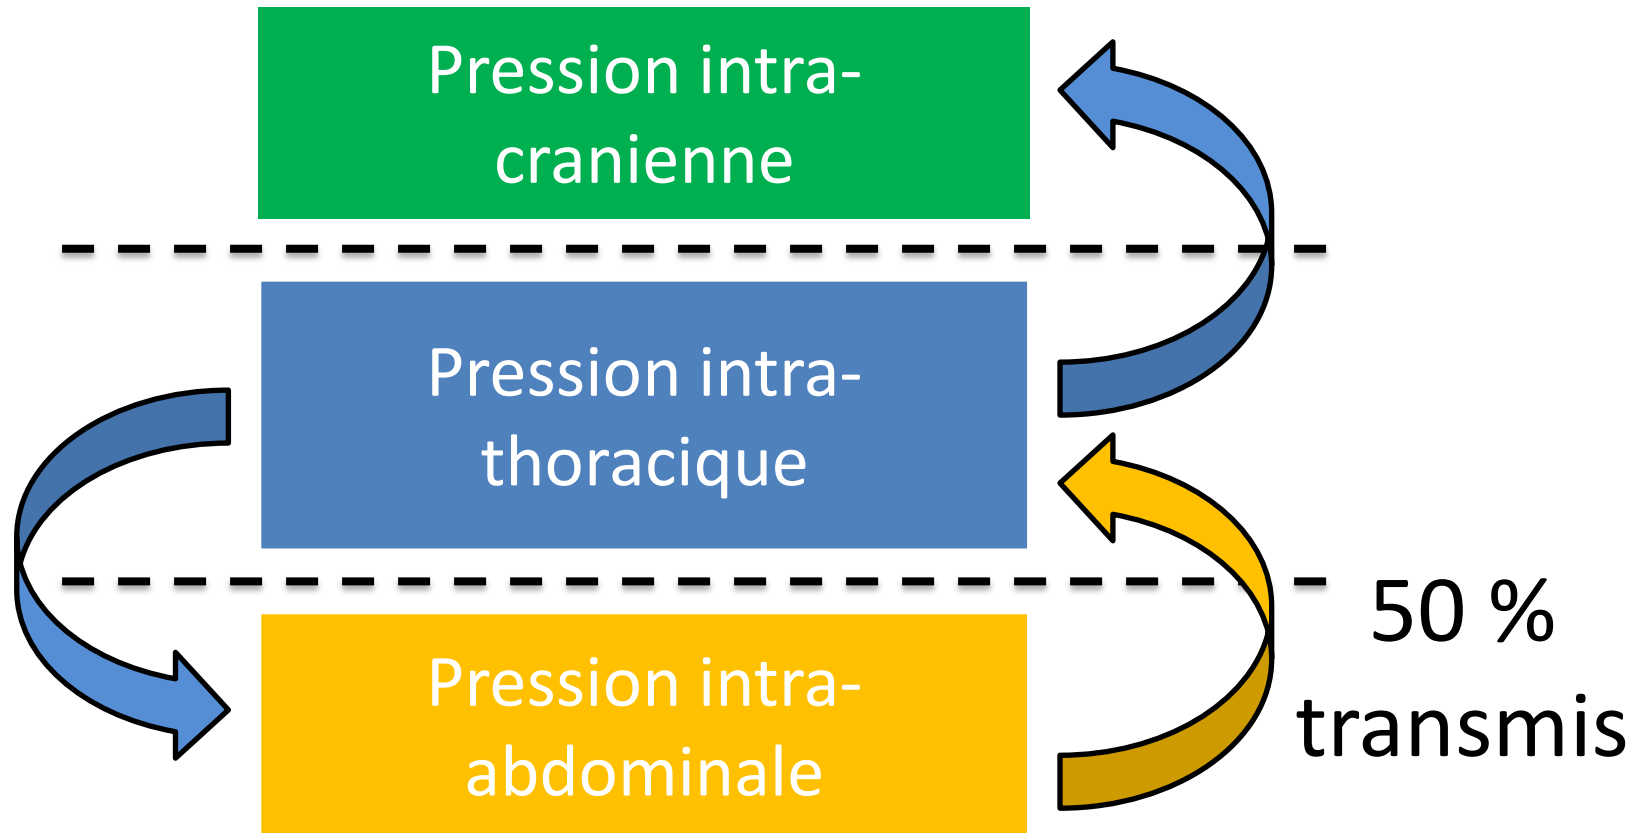 Pression intra-
cranienne
Pression intra-
thoracique
50 %
transmis
Pression intra-
abdominale